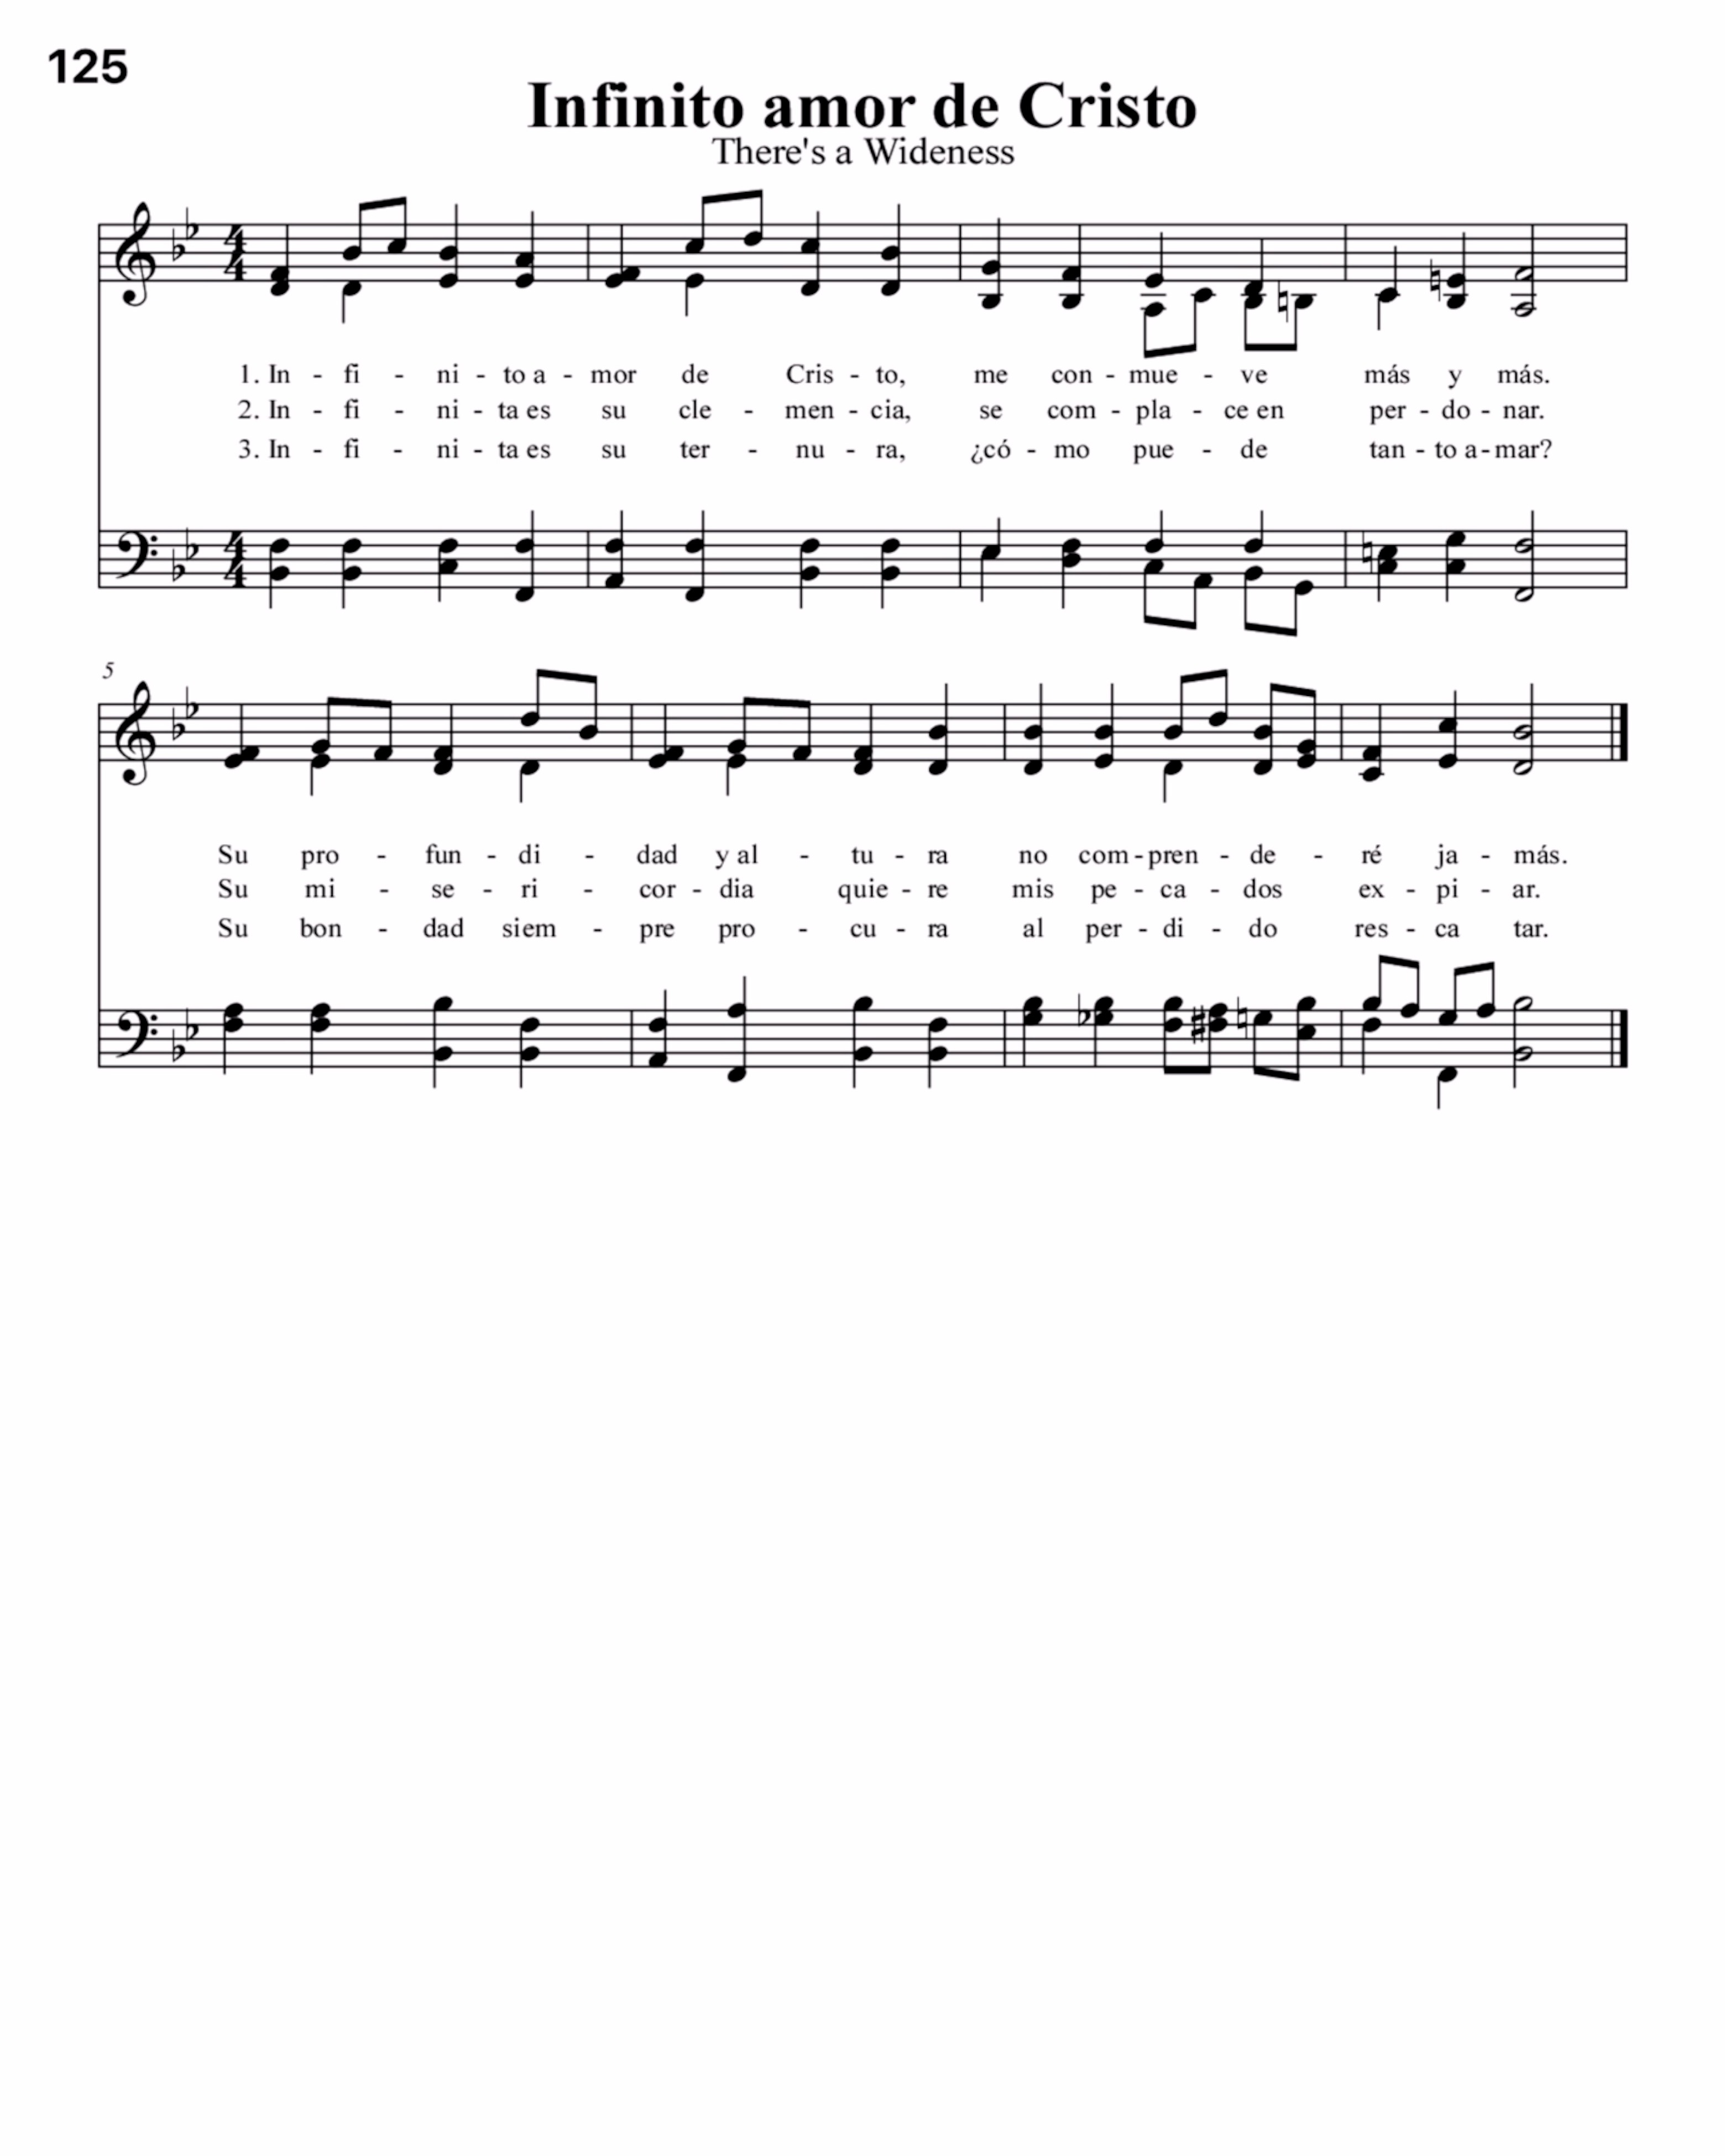 125
Infinito amor de Cristo
There's a Wideness
1. In - fi - ni - to a - mor de Cris - to, me con - mue - ve más y más.
2. In - fi - ni - ta es su cle - men - cia, se com - pla - ce en per - do - nar.
3. In - fi - ni - ta es su ter - nu - ra, ¿có - mo pue - de tan - to a - mar?
5
Su pro - fun - di - dad y al - tu - ra no com - pren - de - ré ja - más.
Su mi - se - ri - cor - dia quie - re mis pe - ca - dos ex - pi - ar.
Su bon - dad siem - pre pro - cu - ra al per - di - do res - ca tar.